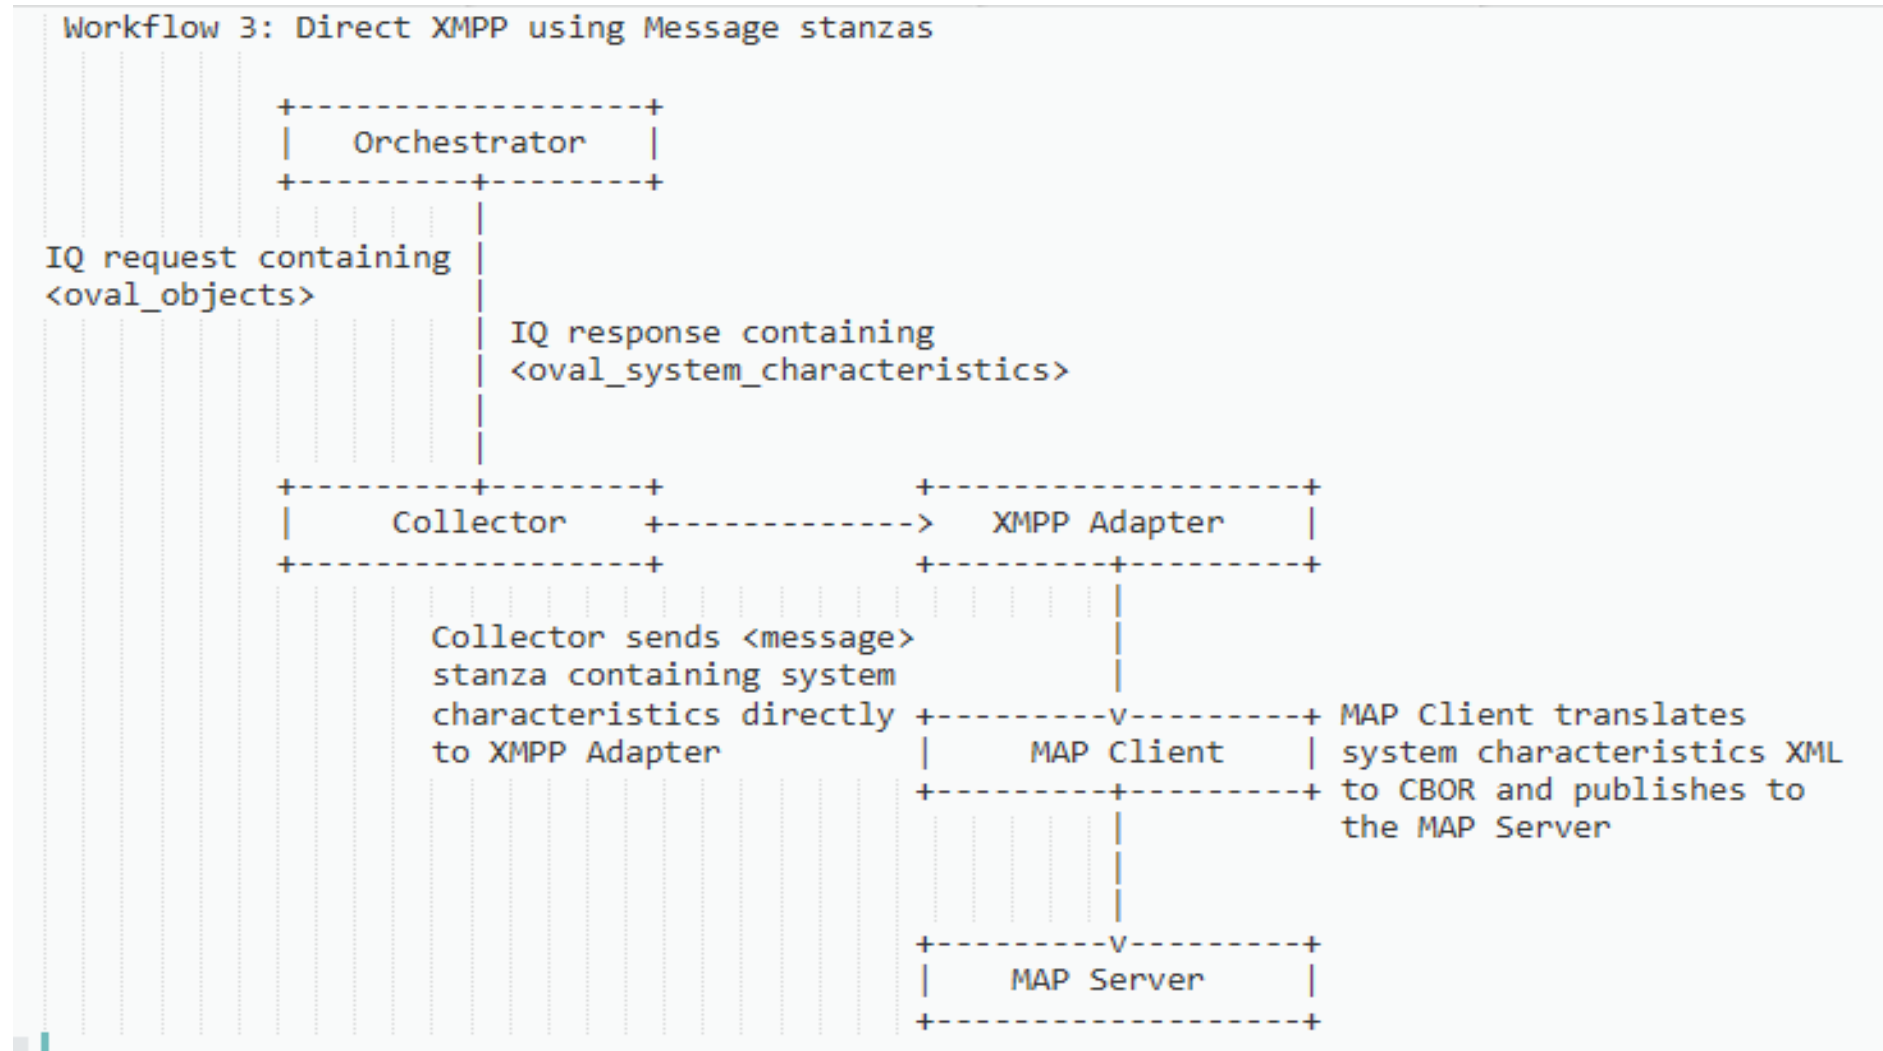 Workflow 3: Direct XMPP using Message stanzas
+------------------+
|   Orchestrator   |
+---------+--------+
|
IQ request containing |
<oval_objects>        |
| IQ response containing
| <oval_system_characteristics>
|
|
+---------+--------+             +-------------------+
|     Collector    +------------->   XMPP Adapter    |
+------------------+             +---------+---------+
|
Collector sends <message>          |
stanza containing system           |
characteristics directly +---------v---------+ MAP Client translates
to XMPP Adapter          |     MAP Client    | system characteristics XML
+---------+---------+ to CBOR and publishes to
|           the MAP Server
|
|
+---------v---------+
|    MAP Server     |
+-------------------+